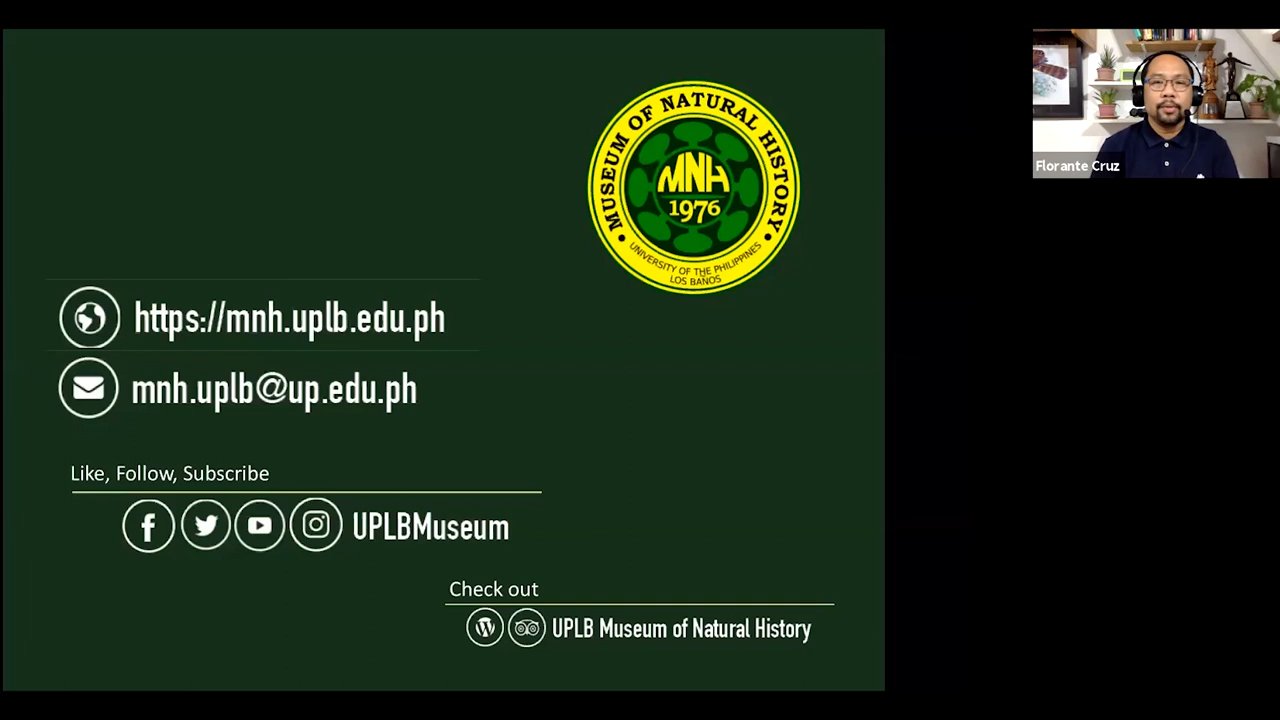 MUSEUM OF NATURAL HISTORY
MNH
1976
UNIVERSITY OF THE PHILIPPINES
LOS BAÑOS
Florante Cruz
https://mnh.uplb.edu.ph
mnh.uplb@up.edu.ph
Like, Follow, Subscribe
UPLBMuseum
Check out
UPLB Museum of Natural History